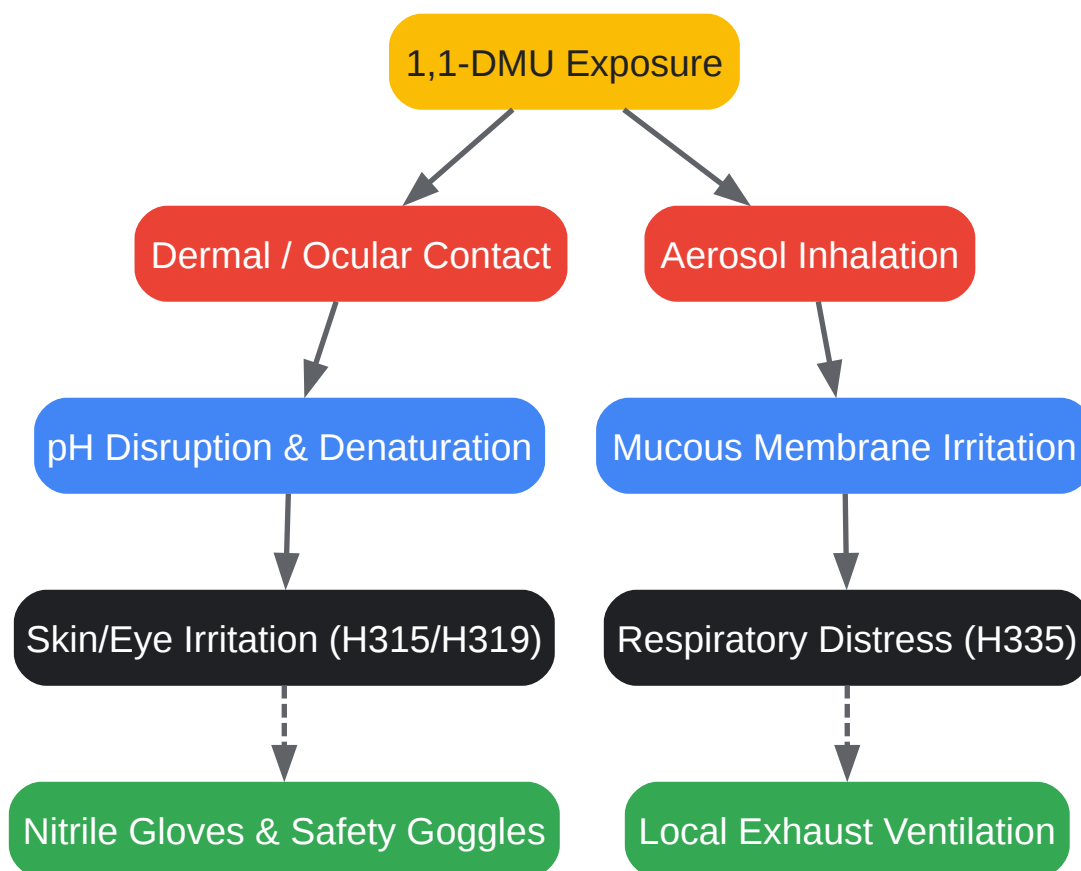 1,1-DMU Exposure
Dermal / Ocular Contact
Aerosol Inhalation
pH Disruption & Denaturation
Mucous Membrane Irritation
Skin/Eye Irritation (H315/H319)
Respiratory Distress (H335)
Nitrile Gloves & Safety Goggles
Local Exhaust Ventilation